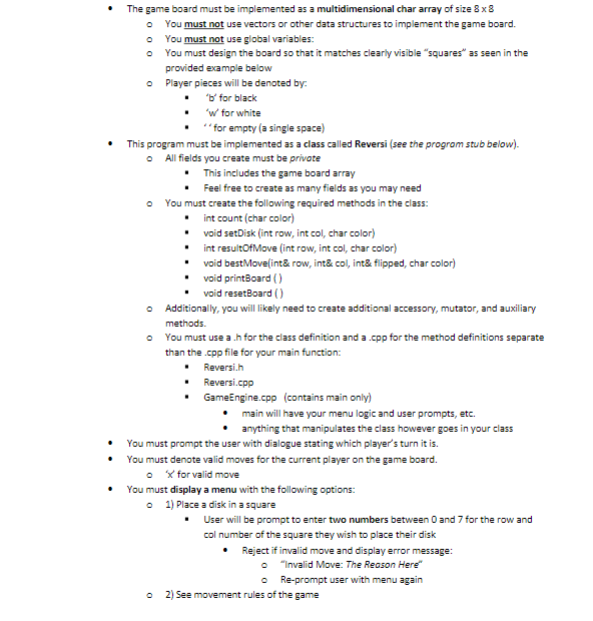 • The game board must be implemented as a multidimensional char array of size 8 x 8
o You must not use vectors or other data structures to implement the game board.
o You must not use global variables:
o You must design the board so that it matches clearly visible "squares" as seen in the
provided example below
o Player pieces will be denoted by:
▪ 'b' for black
▪ 'w' for white
▪ ' ' for empty (a single space)
• This program must be implemented as a class called Reversi (see the program stub below).
o All fields you create must be private
▪ This includes the game board array
▪ Feel free to create as many fields as you may need
o You must create the following required methods in the class:
▪ int count (char color)
▪ void setDisk (int row, int col, char color)
▪ int resultOfMove (int row, int col, char color)
▪ void bestMove(int& row, int& col, int& flipped, char color)
▪ void printBoard ( )
▪ void resetBoard ( )
o Additionally, you will likely need to create additional accessory, mutator, and auxiliary
methods.
o You must use a .h for the class definition and a .cpp for the method definitions separate
than the .cpp file for your main function:
▪ Reversi.h
▪ Reversi.cpp
▪ GameEngine.cpp (contains main only)
• main will have your menu logic and user prompts, etc.
• anything that manipulates the class however goes in your class
• You must prompt the user with dialogue stating which player's turn it is.
• You must denote valid moves for the current player on the game board.
o 'x' for valid move
• You must display a menu with the following options:
o 1) Place a disk in a square
▪ User will be prompt to enter two numbers between 0 and 7 for the row and
col number of the square they wish to place their disk
• Reject if invalid move and display error message:
o "Invalid Move: The Reason Here"
o Re-prompt user with menu again
o 2) See movement rules of the game